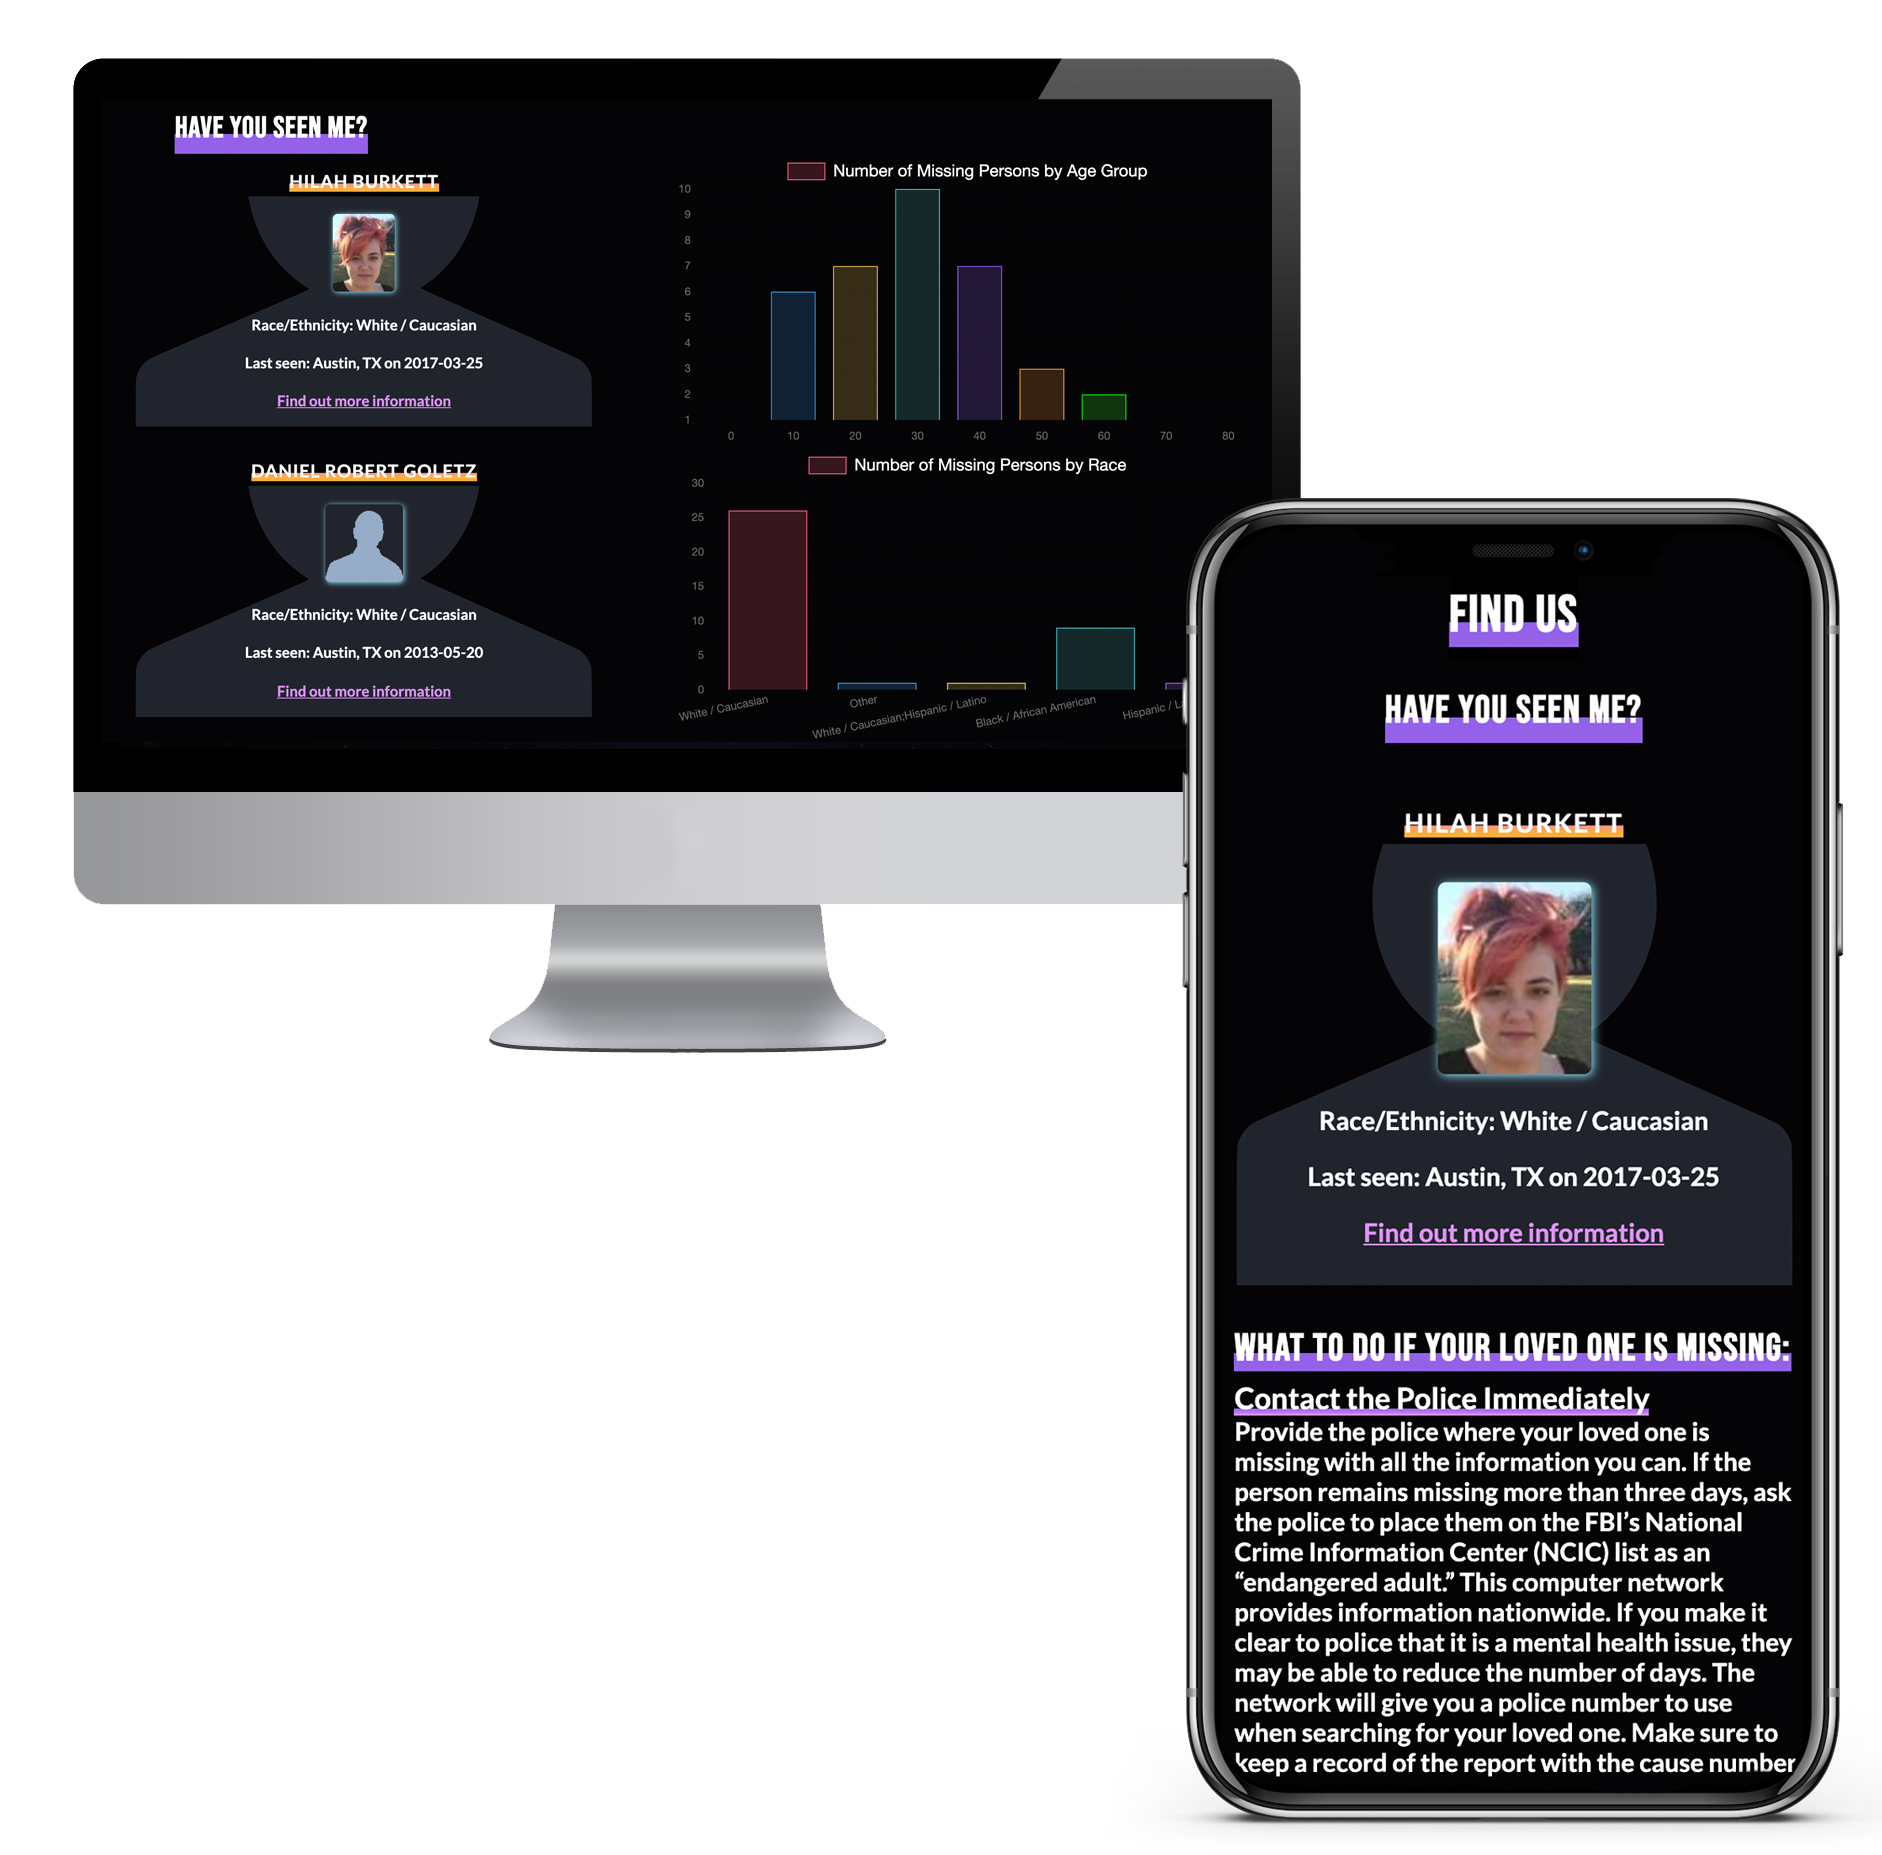 HAVE YOU SEEN ME?
HILAH BURKETT
Race/Ethnicity: White / Caucasian
Last seen: Austin, TX on 2017-03-25
Find out more information
DANIEL ROBERT GOLETZ
Race/Ethnicity: White / Caucasian
Last seen: Austin, TX on 2013-05-20
Find out more information
Number of Missing Persons by Age Group
10
9
8
7
6
5
4
3
2
1
0 10 20 30 40 50 60 70 80
Number of Missing Persons by Race
30
25
20
15
10
5
0
White / Caucasian
Other
White / Caucasian;Hispanic / Latino
Black / African American
Hispanic /
FIND US
HAVE YOU SEEN ME?
HILAH BURKETT
Race/Ethnicity: White / Caucasian
Last seen: Austin, TX on 2017-03-25
Find out more information
WHAT TO DO IF YOUR LOVED ONE IS MISSING:
Contact the Police Immediately
Provide the police where your loved one is
missing with all the information you can. If the
person remains missing more than three days, ask
the police to place them on the FBI’s National
Crime Information Center (NCIC) list as an
“endangered adult.” This computer network
provides information nationwide. If you make it
clear to police that it is a mental health issue, they
may be able to reduce the number of days. The
network will give you a police number to use
when searching for your loved one. Make sure to
keep a record of the report with the cause number